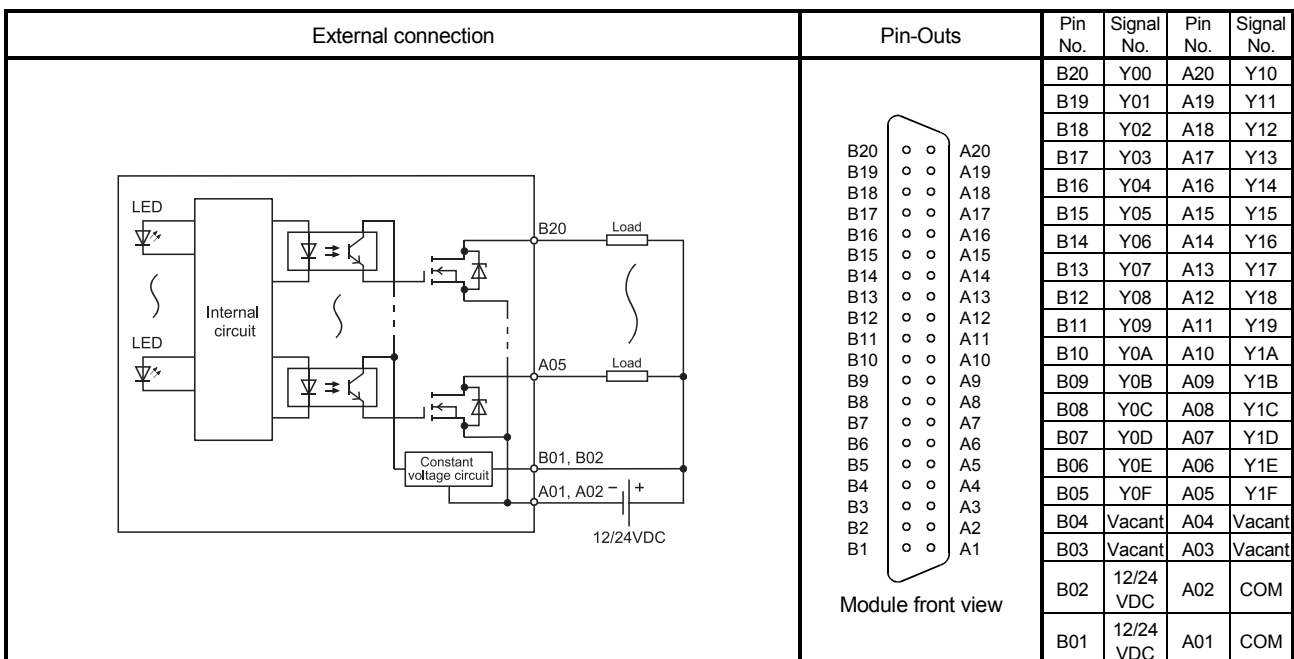 External connection
Pin-Outs
Pin No. Signal No. Pin No. Signal No.
LED
LED
Internal
circuit
Constant
voltage circuit
B20
Load
A05
Load
B01, B02
A01, A02 − +
12/24VDC
B20 A20
B19 A19
B18 A18
B17 A17
B16 A16
B15 A15
B14 A14
B13 A13
B12 A12
B11 A11
B10 A10
B9 A9
B8 A8
B7 A7
B6 A6
B5 A5
B4 A4
B3 A3
B2 A2
B1 A1
Module front view
B20 Y00 A20 Y10
B19 Y01 A19 Y11
B18 Y02 A18 Y12
B17 Y03 A17 Y13
B16 Y04 A16 Y14
B15 Y05 A15 Y15
B14 Y06 A14 Y16
B13 Y07 A13 Y17
B12 Y08 A12 Y18
B11 Y09 A11 Y19
B10 Y0A A10 Y1A
B09 Y0B A09 Y1B
B08 Y0C A08 Y1C
B07 Y0D A07 Y1D
B06 Y0E A06 Y1E
B05 Y0F A05 Y1F
B04 Vacant A04 Vacant
B03 Vacant A03 Vacant
B02 12/24 VDC A02 COM
B01 12/24 VDC A01 COM